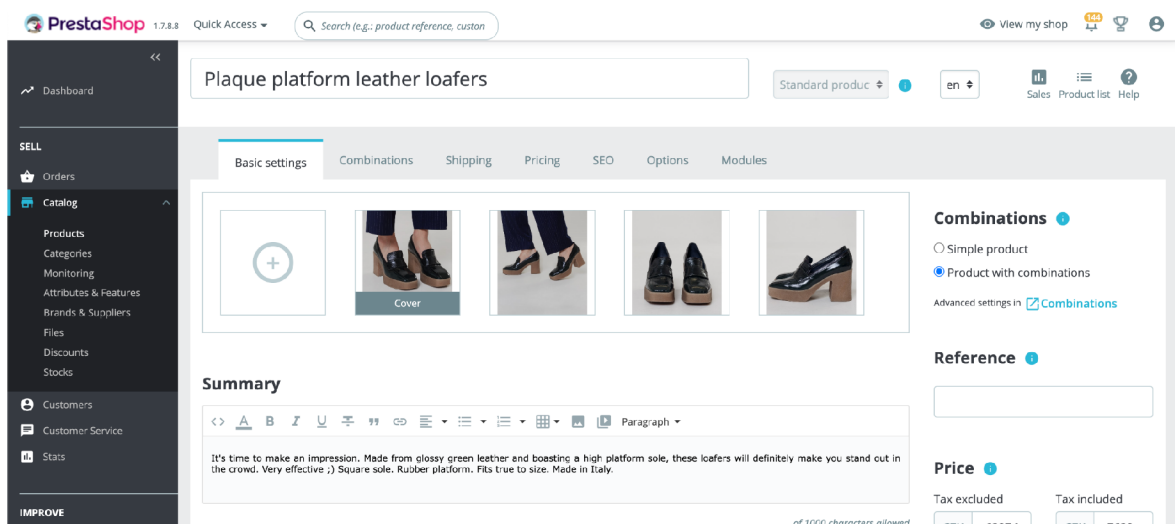 PrestaShop 1.7.8.8 Quick Access Search (e.g.: product reference, custon View my shop 144
Plaque platform leather loafers Standard produc en Sales Product list Help
Dashboard
SELL
Orders
Catalog
Products
Categories
Monitoring
Attributes & Features
Brands & Suppliers
Files
Discounts
Stocks
Customers
Customer Service
Stats
IMPROVE
Basic settings Combinations Shipping Pricing SEO Options Modules
Cover
Summary
Paragraph
It's time to make an impression. Made from glossy green leather and boasting a high platform sole, these loafers will definitely make you stand out in
the crowd. Very effective ;) Square sole. Rubber platform. Fits true to size. Made in Italy.
of 1000 characters allowed
Combinations
Simple product
Product with combinations
Advanced settings in Combinations
Reference
Price
Tax excluded Tax included